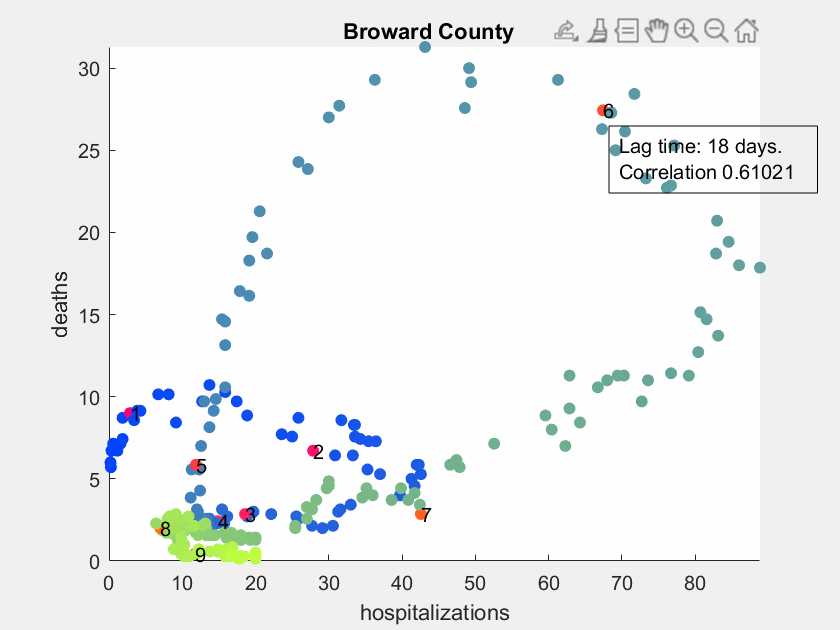 Broward County
30
25
20
15
10
5
0
deaths
0 10 20 30 40 50 60 70 80
hospitalizations
Lag time: 18 days.
Correlation 0.61021
1
2
3
4
5
6
7
8
9